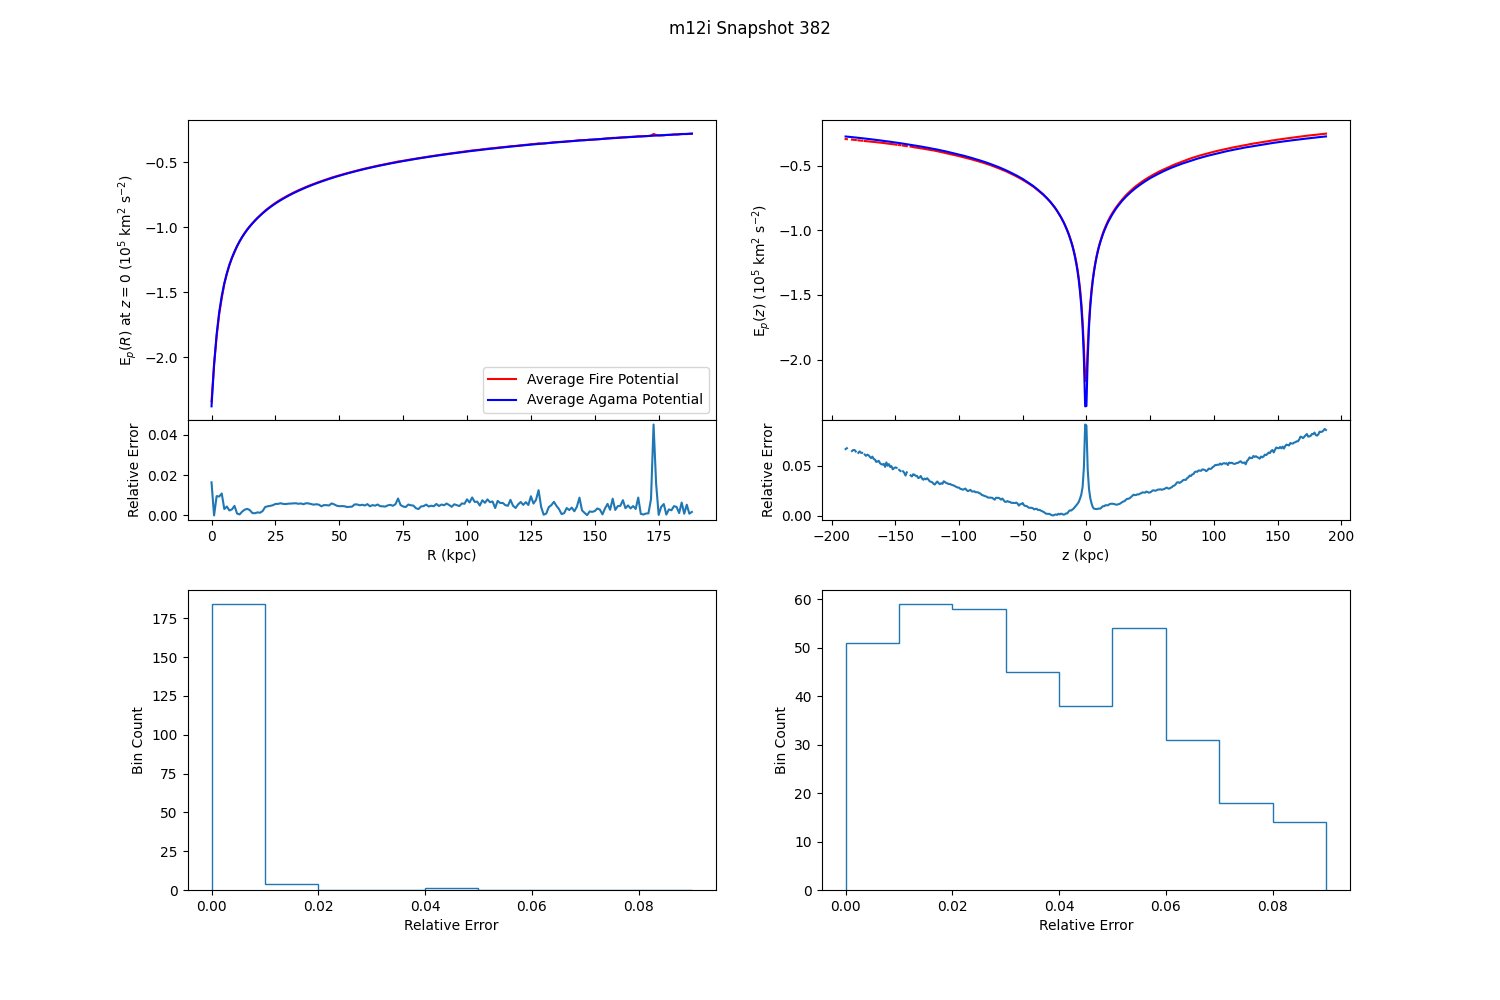 m12i Snapshot 382
E_p(R) at z = 0 (10^5 km^2 s^−2)
−0.5
−1.0
−1.5
−2.0
Average Fire Potential
Average Agama Potential
Relative Error
0.04
0.02
0.00
0 25 50 75 100 125 150 175
R (kpc)
E_p(z) (10^5 km^2 s^−2)
−0.5
−1.0
−1.5
−2.0
Relative Error
0.05
0.00
−200 −150 −100 −50 0 50 100 150 200
z (kpc)
Bin Count
175
150
125
100
75
50
25
0
0.00 0.02 0.04 0.06 0.08
Relative Error
Bin Count
60
50
40
30
20
10
0
0.00 0.02 0.04 0.06 0.08
Relative Error